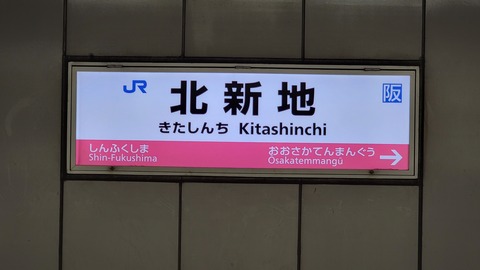 JR 北新地 阪
きたしんち Kitashinchi
しんふくしま おおさかてんまんぐう
Shin-Fukushima Osakatemmangū →